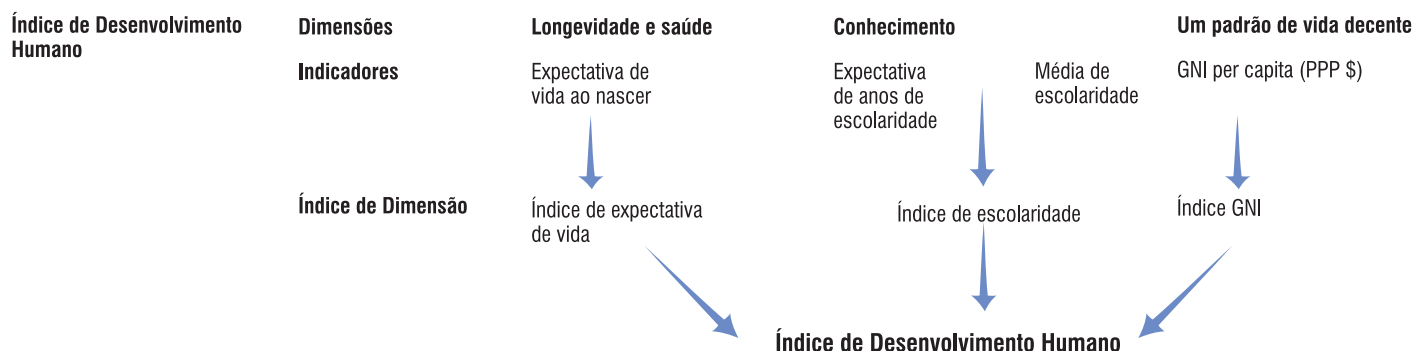 Índice de Desenvolvimento
Humano
Dimensões
Longevidade e saúde
Conhecimento
Um padrão de vida decente
Indicadores
Expectativa de
vida ao nascer
Expectativa
de anos de
escolaridade
Média de
escolaridade
GNI per capita (PPP $)
Índice de Dimensão
Índice de expectativa
de vida
Índice de escolaridade
Índice GNI
Índice de Desenvolvimento Humano